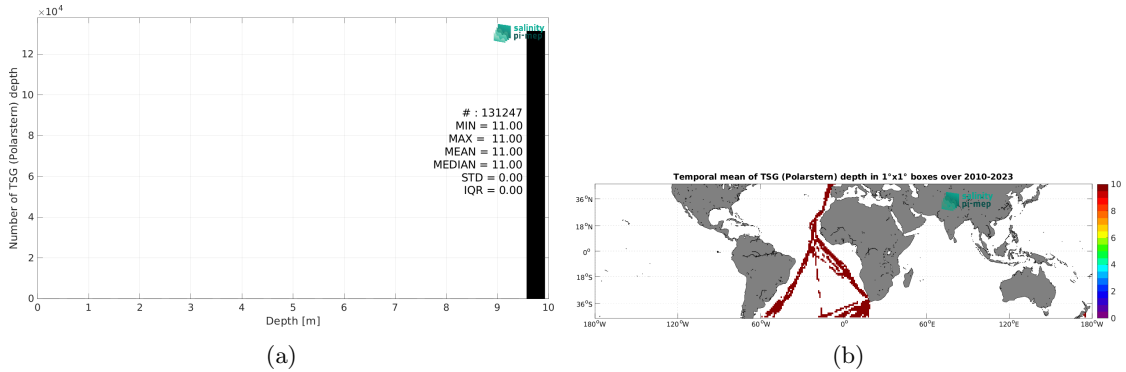 ×10⁴
12
10
8
6
4
2
0
Number of TSG (Polarstern) depth
salinity
pi-mep
# : 131247
MIN = 11.00
MAX = 11.00
MEAN = 11.00
MEDIAN = 11.00
STD = 0.00
IQR = 0.00
0 1 2 3 4 5 6 7 8 9 10
Depth [m]
(a)
Temporal mean of TSG (Polarstern) depth in 1°x1° boxes over 2010-2023
salinity
pi-mep
36°N
18°N
0°
18°S
36°S
180°W 120°W 60°W 0° 60°E 120°E 180°W
10
8
6
4
2
0
(b)